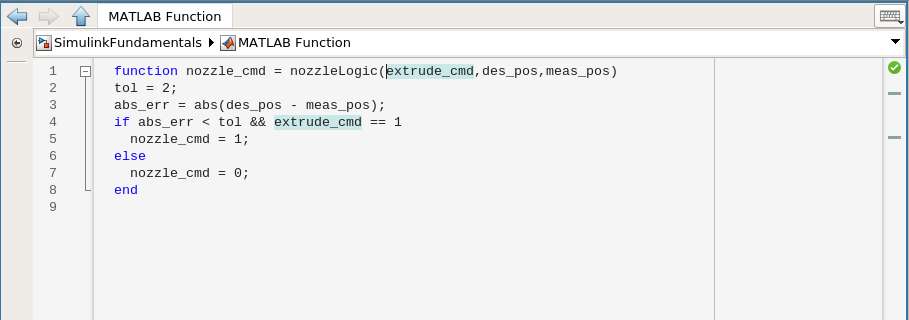 MATLAB Function
SimulinkFundamentals MATLAB Function
1 function nozzle_cmd = nozzleLogic(extrude_cmd,des_pos,meas_pos)
2 tol = 2;
3 abs_err = abs(des_pos - meas_pos);
4 if abs_err < tol && extrude_cmd == 1
5 nozzle_cmd = 1;
6 else
7 nozzle_cmd = 0;
8 end
9